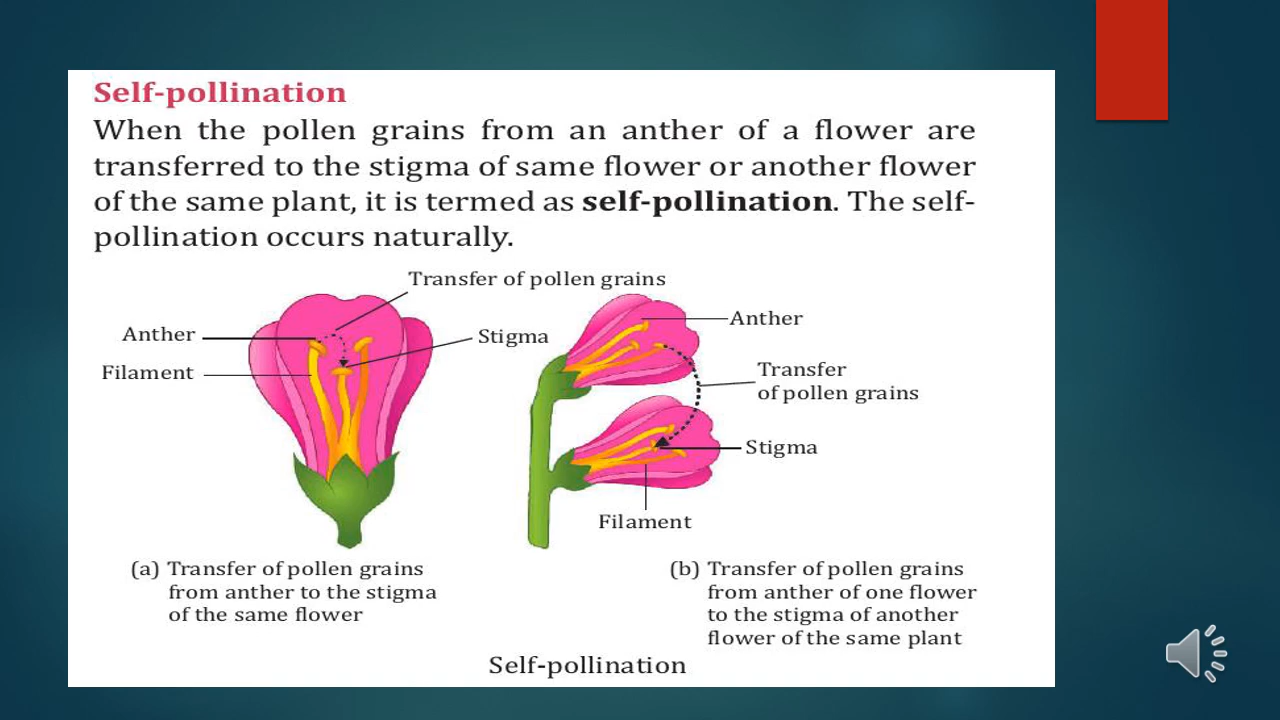 Self-pollination
When the pollen grains from an anther of a flower are
transferred to the stigma of same flower or another flower
of the same plant, it is termed as self-pollination. The self-
pollination occurs naturally.
Transfer of pollen grains
Anther
Stigma
Filament
Anther
Transfer
of pollen grains
Stigma
Filament
(a) Transfer of pollen grains
from anther to the stigma
of the same flower
(b) Transfer of pollen grains
from anther of one flower
to the stigma of another
flower of the same plant
Self-pollination